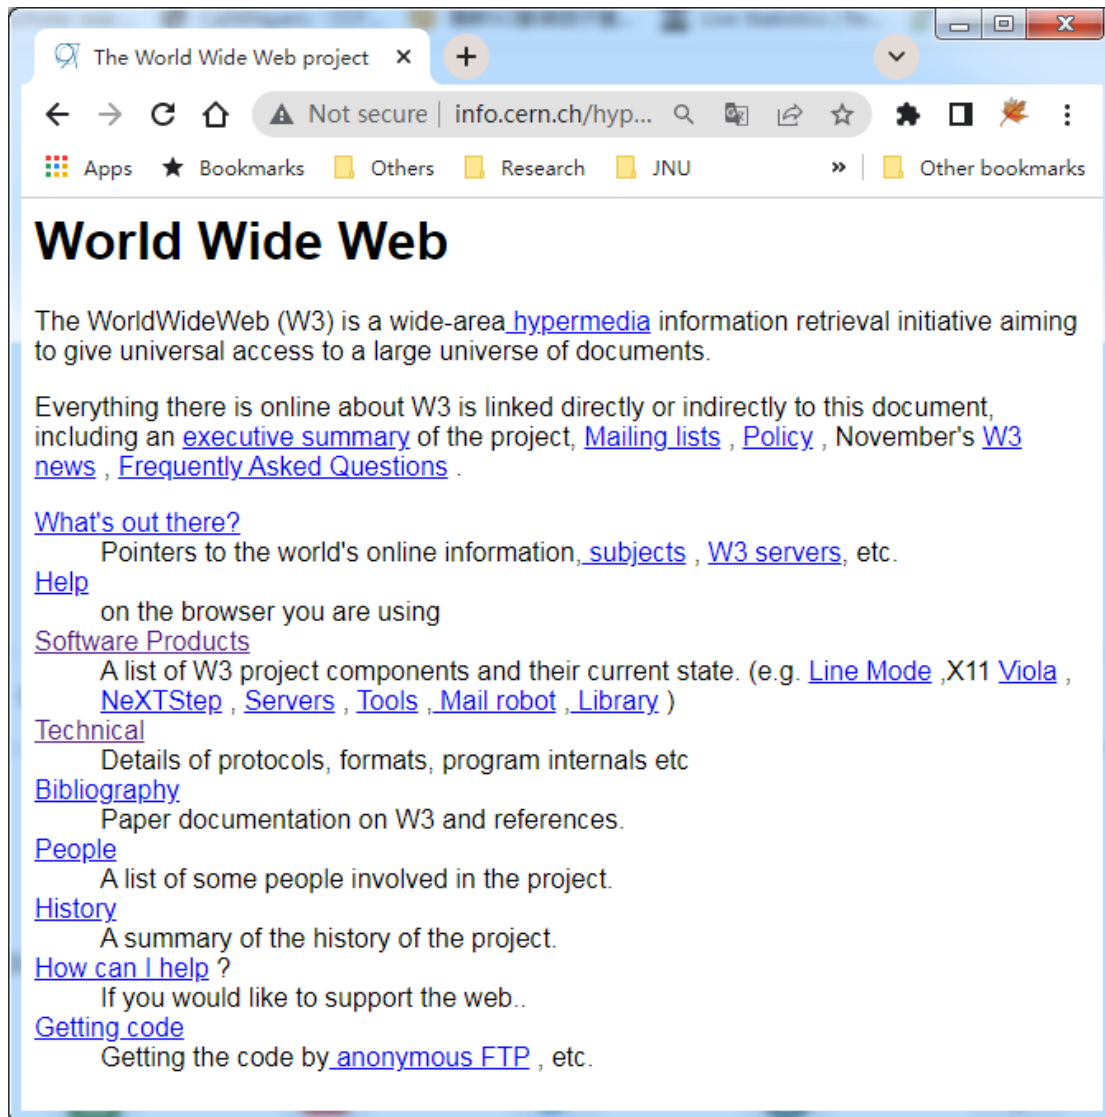 The World Wide Web project
Not secure | info.cern.ch/hyp...
Apps Bookmarks Others Research JNU » Other bookmarks
World Wide Web
The WorldWideWeb (W3) is a wide-area hypermedia information retrieval initiative aiming
to give universal access to a large universe of documents.
Everything there is online about W3 is linked directly or indirectly to this document,
including an executive summary of the project, Mailing lists , Policy , November's W3
news , Frequently Asked Questions .
What's out there?
Pointers to the world's online information, subjects , W3 servers, etc.
Help
on the browser you are using
Software Products
A list of W3 project components and their current state. (e.g. Line Mode ,X11 Viola ,
NeXTStep , Servers , Tools , Mail robot , Library )
Technical
Details of protocols, formats, program internals etc
Bibliography
Paper documentation on W3 and references.
People
A list of some people involved in the project.
History
A summary of the history of the project.
How can I help ?
If you would like to support the web..
Getting code
Getting the code by anonymous FTP , etc.